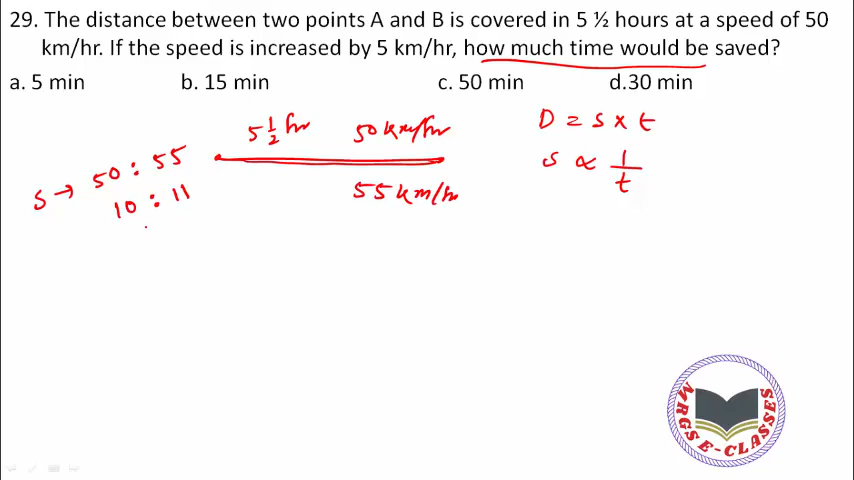 29. The distance between two points A and B is covered in 5 ½ hours at a speed of 50
km/hr. If the speed is increased by 5 km/hr, how much time would be saved?
a. 5 min b. 15 min c. 50 min d.30 min
5 1/2 hr 50 km/hr D = s x t
S → 50 : 55 S ∝ 1/t
10 : 11 55 km/hr
MRGS E-CLASSES